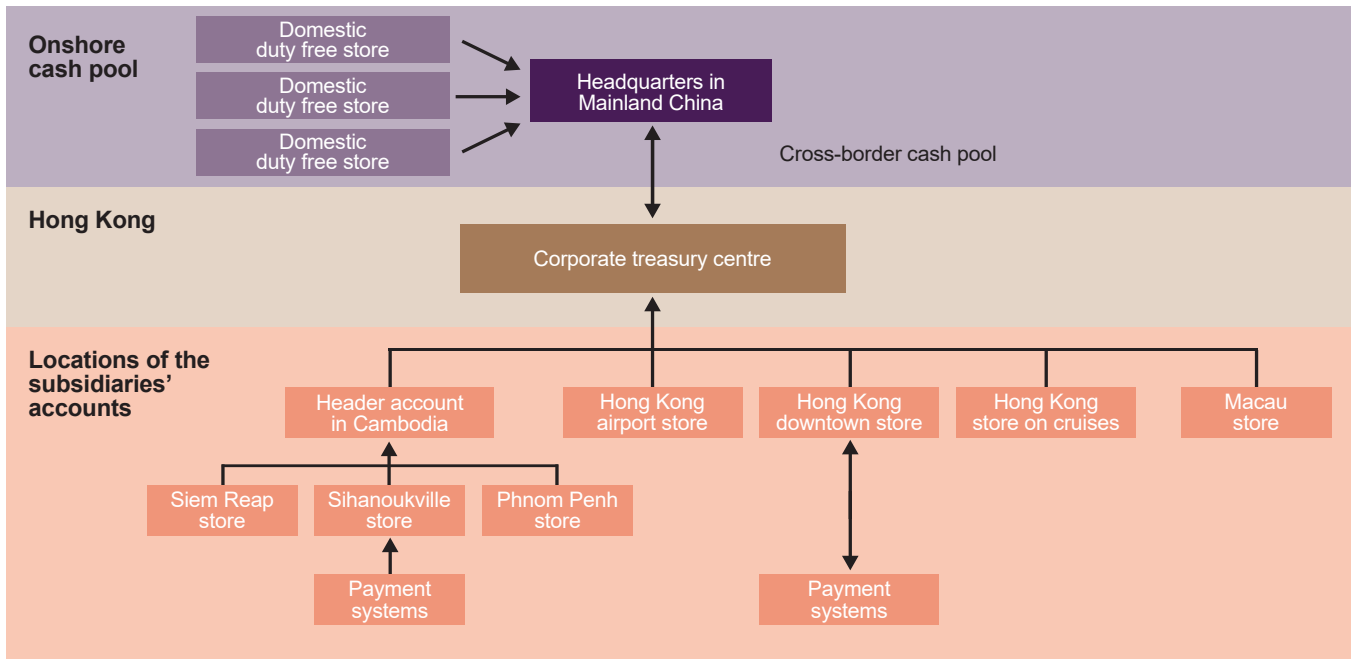 Onshore
cash pool
Domestic
duty free store
Domestic
duty free store
Domestic
duty free store
Headquarters in
Mainland China
Cross-border cash pool
Hong Kong
Corporate treasury centre
Locations of the
subsidiaries’
accounts
Header account
in Cambodia
Hong Kong
airport store
Hong Kong
downtown store
Hong Kong
store on cruises
Macau
store
Siem Reap
store
Sihanoukville
store
Phnom Penh
store
Payment
systems
Payment
systems